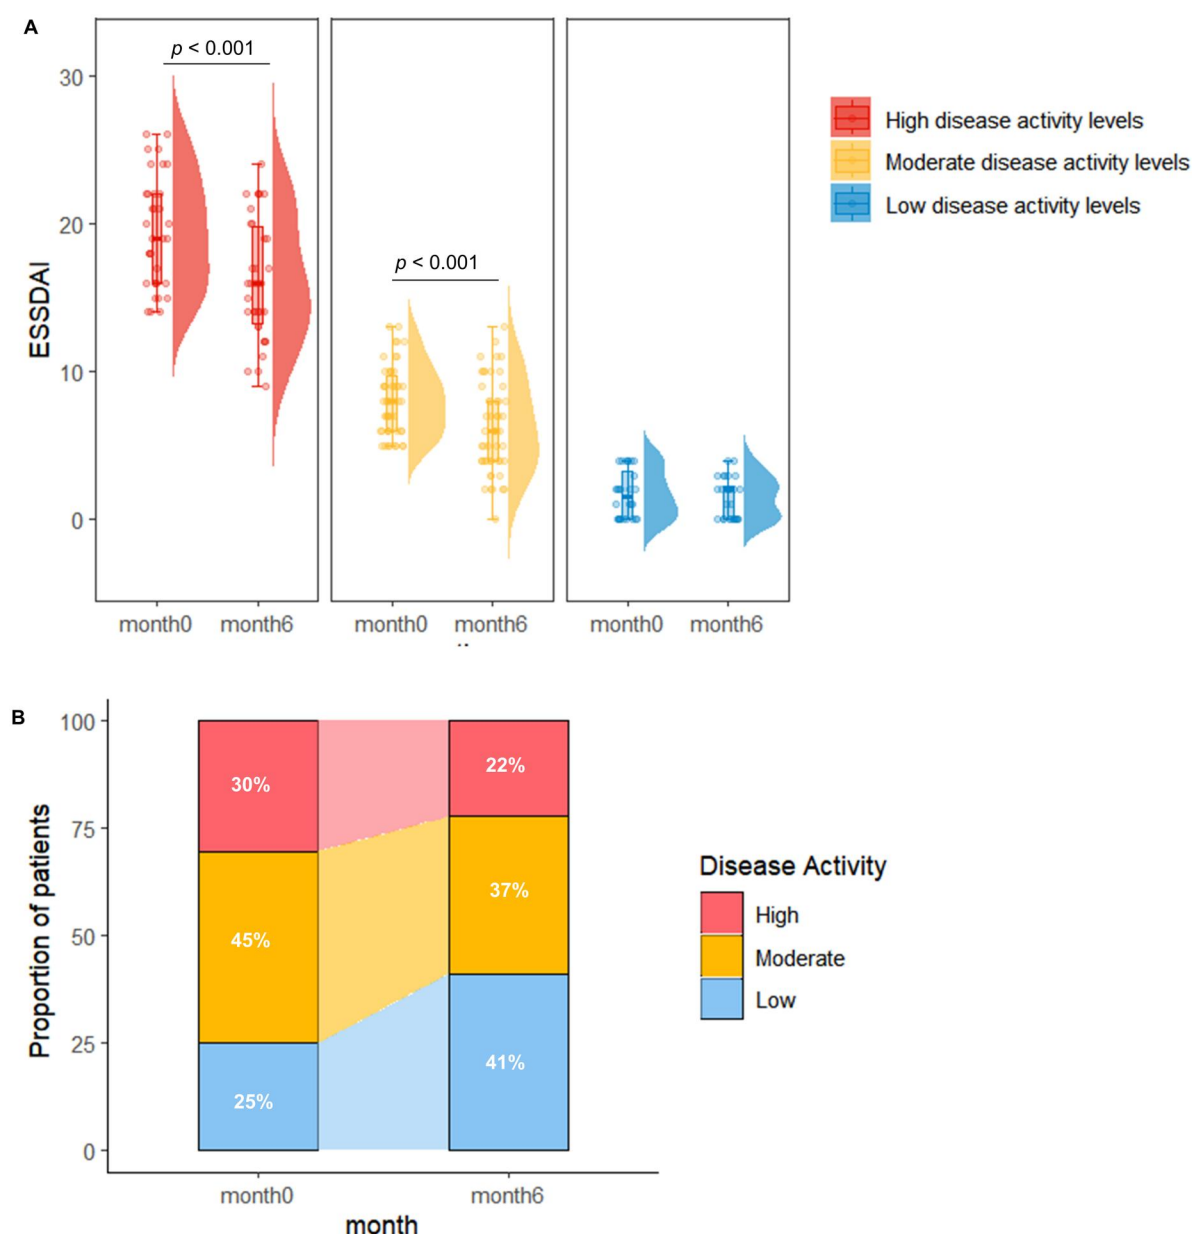 A
p < 0.001
30
20
10
0
ESSDAI
p < 0.001
High disease activity levels
Moderate disease activity levels
Low disease activity levels
month0
month6
month0
month6
month0
month6
B
100
75
50
25
0
Proportion of patients
30%
22%
45%
37%
25%
41%
Disease Activity
High
Moderate
Low
month0
month6
month